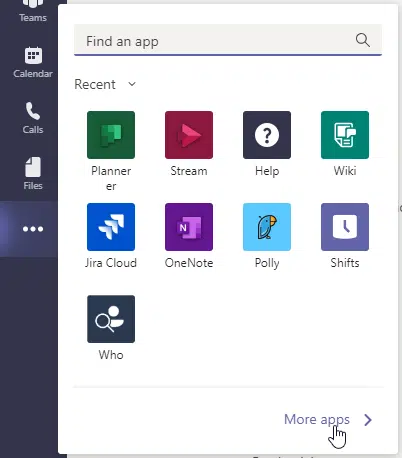 Teams
Calendar
Calls
Files
Find an app
Recent
Planner
er
Stream
Help
Wiki
Jira Cloud
OneNote
Polly
Shifts
Who
More apps